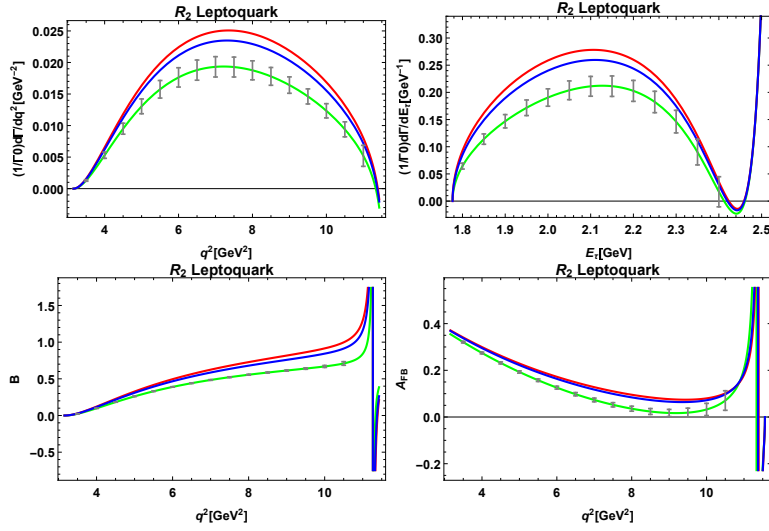 R₂ Leptoquark
(1/Γ0)dΓ/dq²[GeV⁻²]
0.025
0.020
0.015
0.010
0.005
0.000
4 6 8 10
q²[GeV²]
R₂ Leptoquark
(1/Γ0)dΓ/dE_τ[GeV⁻¹]
0.30
0.25
0.20
0.15
0.10
0.05
0.00
1.8 1.9 2.0 2.1 2.2 2.3 2.4 2.5
E_τ[GeV]
R₂ Leptoquark
B
1.5
1.0
0.5
0.0
−0.5
4 6 8 10
q²[GeV²]
R₂ Leptoquark
A_FB
0.4
0.2
0.0
−0.2
4 6 8 10
q²[GeV²]